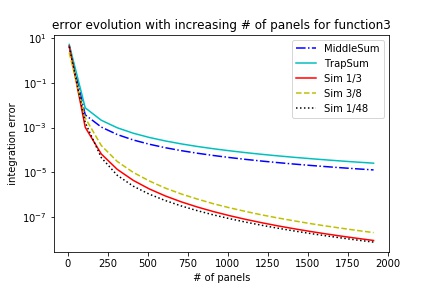 error evolution with increasing # of panels for function3
10¹
10⁻¹
10⁻³
10⁻⁵
10⁻⁷
integration error
MiddleSum
TrapSum
Sim 1/3
Sim 3/8
Sim 1/48
0
250
500
750
1000
1250
1500
1750
2000
# of panels